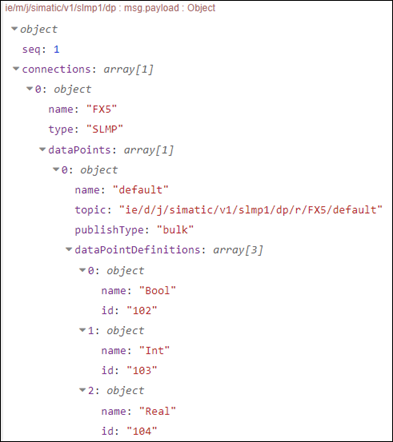 ie/m/j/simatic/v1/slmp1/dp : msg.payload : Object
object
seq: 1
connections: array[1]
0: object
name: "FX5"
type: "SLMP"
dataPoints: array[1]
0: object
name: "default"
topic: "ie/d/j/simatic/v1/slmp1/dp/r/FX5/default"
publishType: "bulk"
dataPointDefinitions: array[3]
0: object
name: "Bool"
id: "102"
1: object
name: "Int"
id: "103"
2: object
name: "Real"
id: "104"